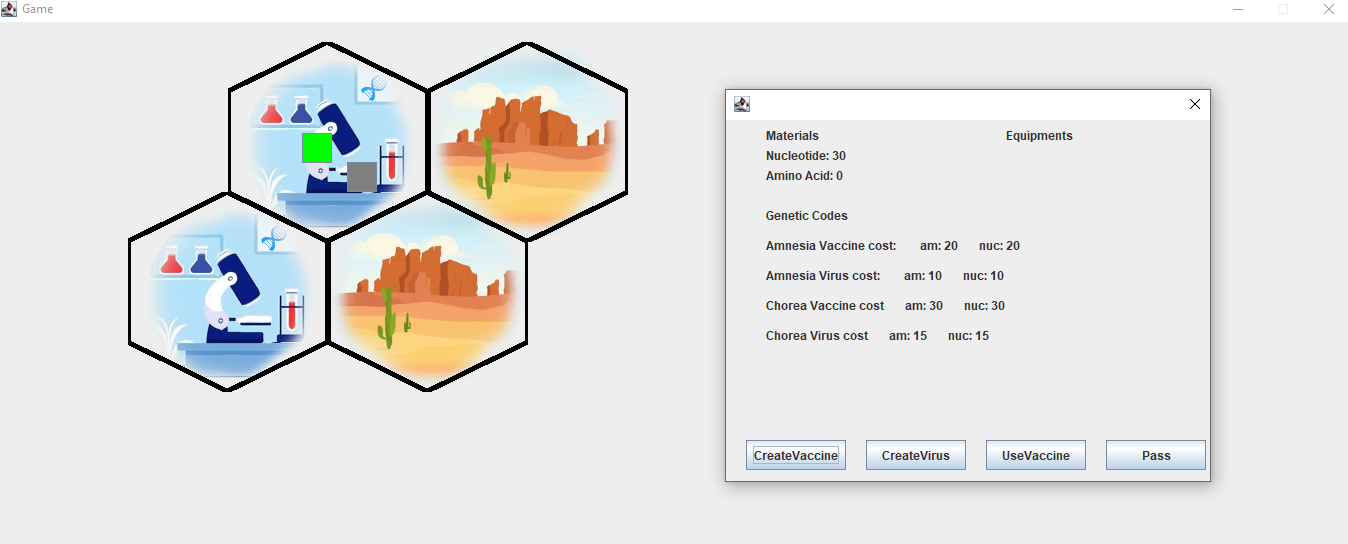 Game
Materials Equipments
Nucleotide: 30
Amino Acid: 0
Genetic Codes
Amnesia Vaccine cost: am: 20 nuc: 20
Amnesia Virus cost: am: 10 nuc: 10
Chorea Vaccine cost am: 30 nuc: 30
Chorea Virus cost am: 15 nuc: 15
CreateVaccine CreateVirus UseVaccine Pass